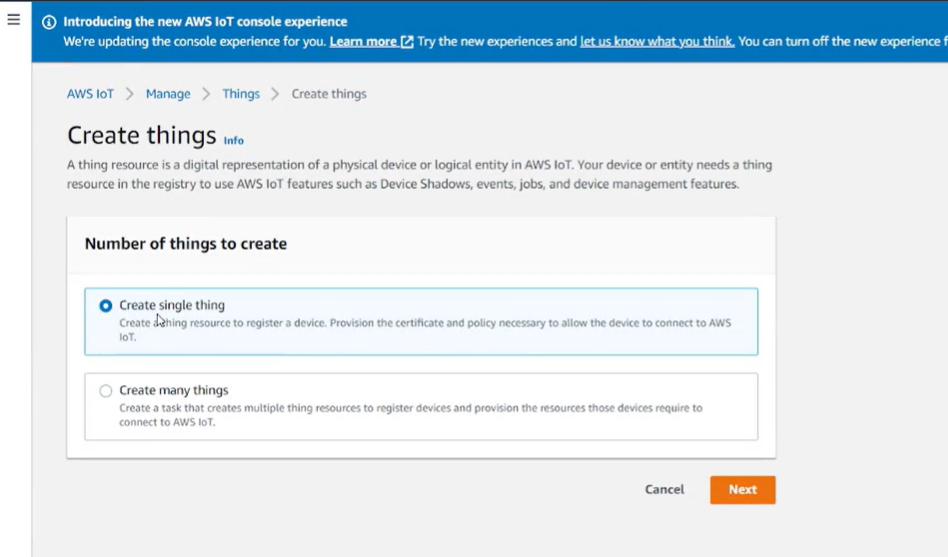 Introducing the new AWS IoT console experience
We're updating the console experience for you. Learn more Try the new experiences and let us know what you think. You can turn off the new experience
AWS IoT > Manage > Things > Create things
Create things Info
A thing resource is a digital representation of a physical device or logical entity in AWS IoT. Your device or entity needs a thing
resource in the registry to use AWS IoT features such as Device Shadows, events, jobs, and device management features.
Number of things to create
Create single thing
Create a thing resource to register a device. Provision the certificate and policy necessary to allow the device to connect to AWS
IoT.
Create many things
Create a task that creates multiple thing resources to register devices and provision the resources those devices require to
connect to AWS IoT.
Cancel Next